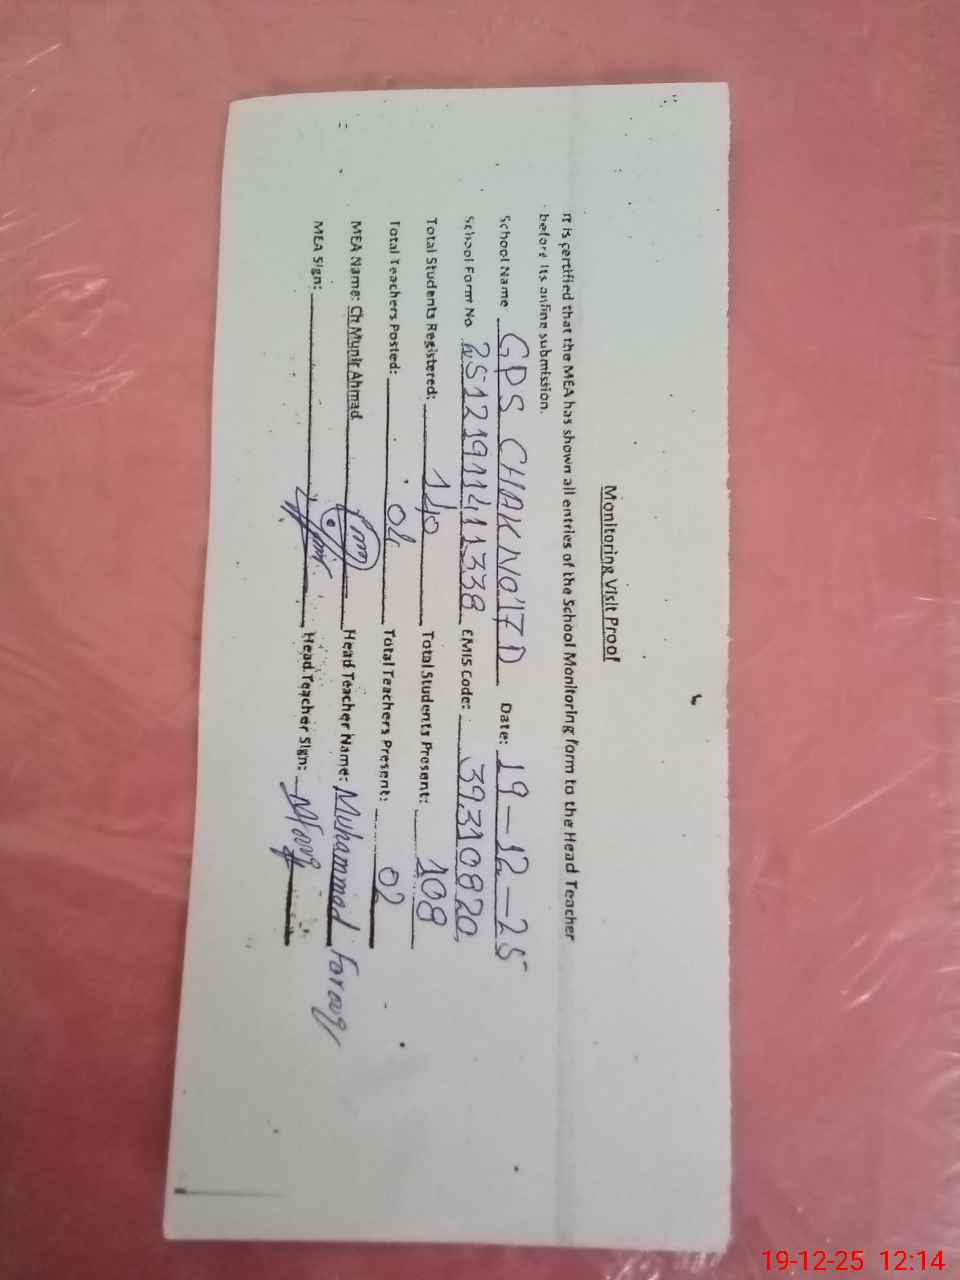 Monitoring Visit Proof
It is certified that the MEA has shown all entries of the School Monitoring form to the Head Teacher
before its online submission.
School Name GPS CHAK NO'17 D Date: 19-12-25
School Form No 25121911411338 EMIS Code: 39310820
Total Students Registered: 140 Total Students Present: 108
Total Teachers Posted: 04 Total Teachers Present: 02
MEA Name: Ch Munir Ahmad Head Teacher Name: Muhammad Farooq
MEA Sign: Head Teacher Sign: MFarooq
19-12-25 12:14